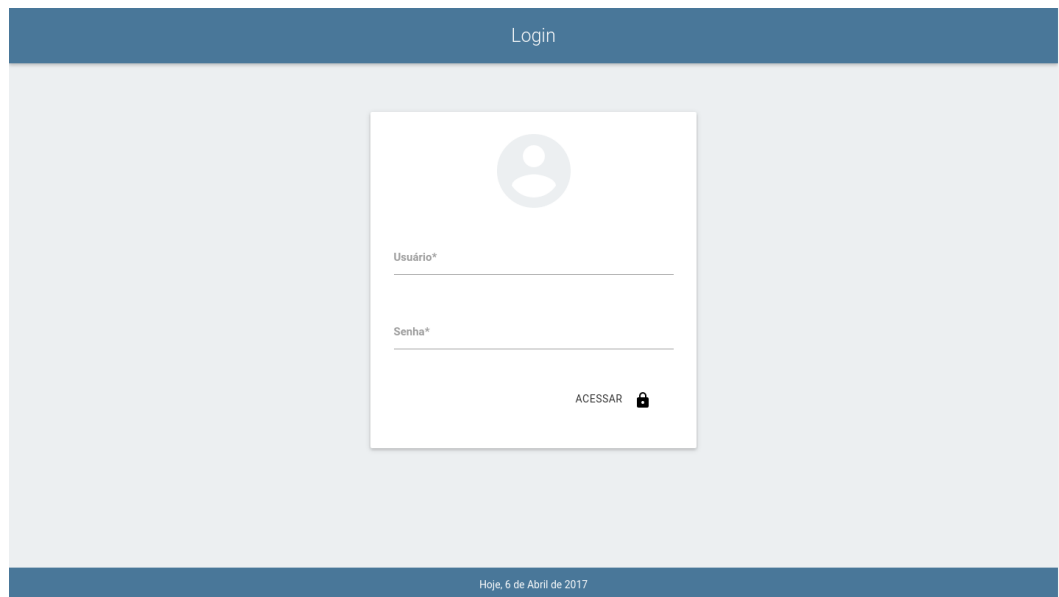 Login
Usuário*
Senha*
ACESSAR
Hoje, 6 de Abril de 2017